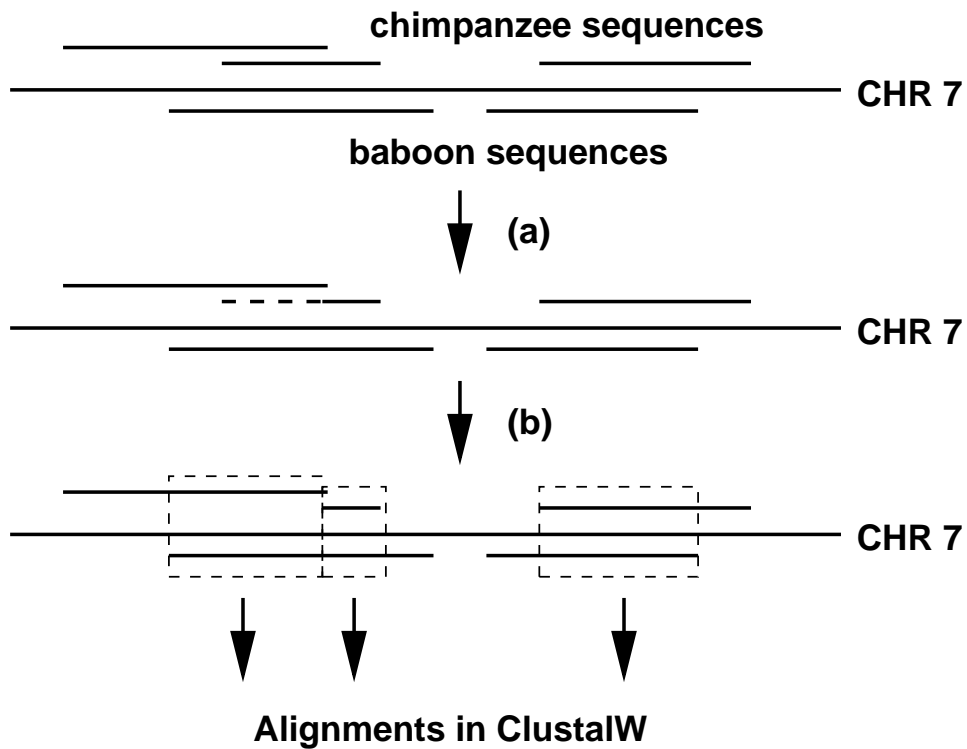 chimpanzee sequences
CHR 7
baboon sequences
(a)
CHR 7
(b)
CHR 7
Alignments in ClustalW